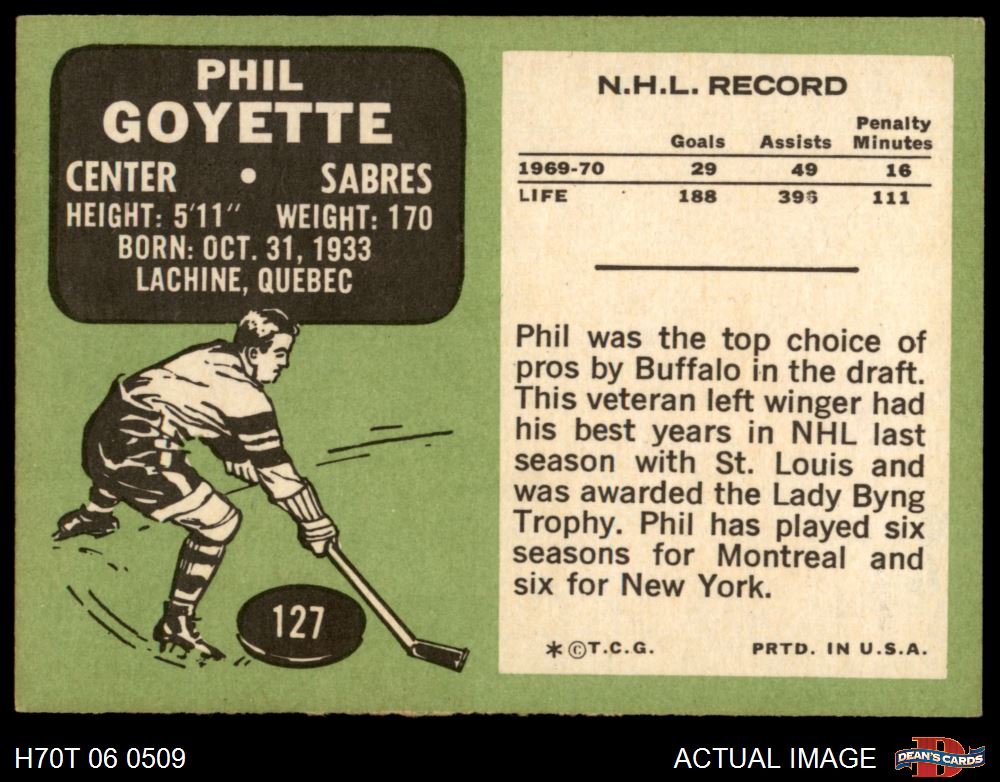 PHIL
GOYETTE
CENTER • SABRES
HEIGHT: 5'11" WEIGHT: 170
BORN: OCT. 31, 1933
LACHINE, QUEBEC
127
N.H.L. RECORD
Goals Assists Penalty Minutes
1969-70 29 49 16
LIFE 188 111
Phil was the top choice of
pros by Buffalo in the draft.
This veteran left winger had
his best years in NHL last
season with St. Louis and
was awarded the Lady Byng
Trophy. Phil has played six
seasons for Montreal and
six for New York.
*©T.C.G. PRTD. IN U.S.A.
H70T 06 0509
ACTUAL IMAGE
D
DEAN'S CARDS